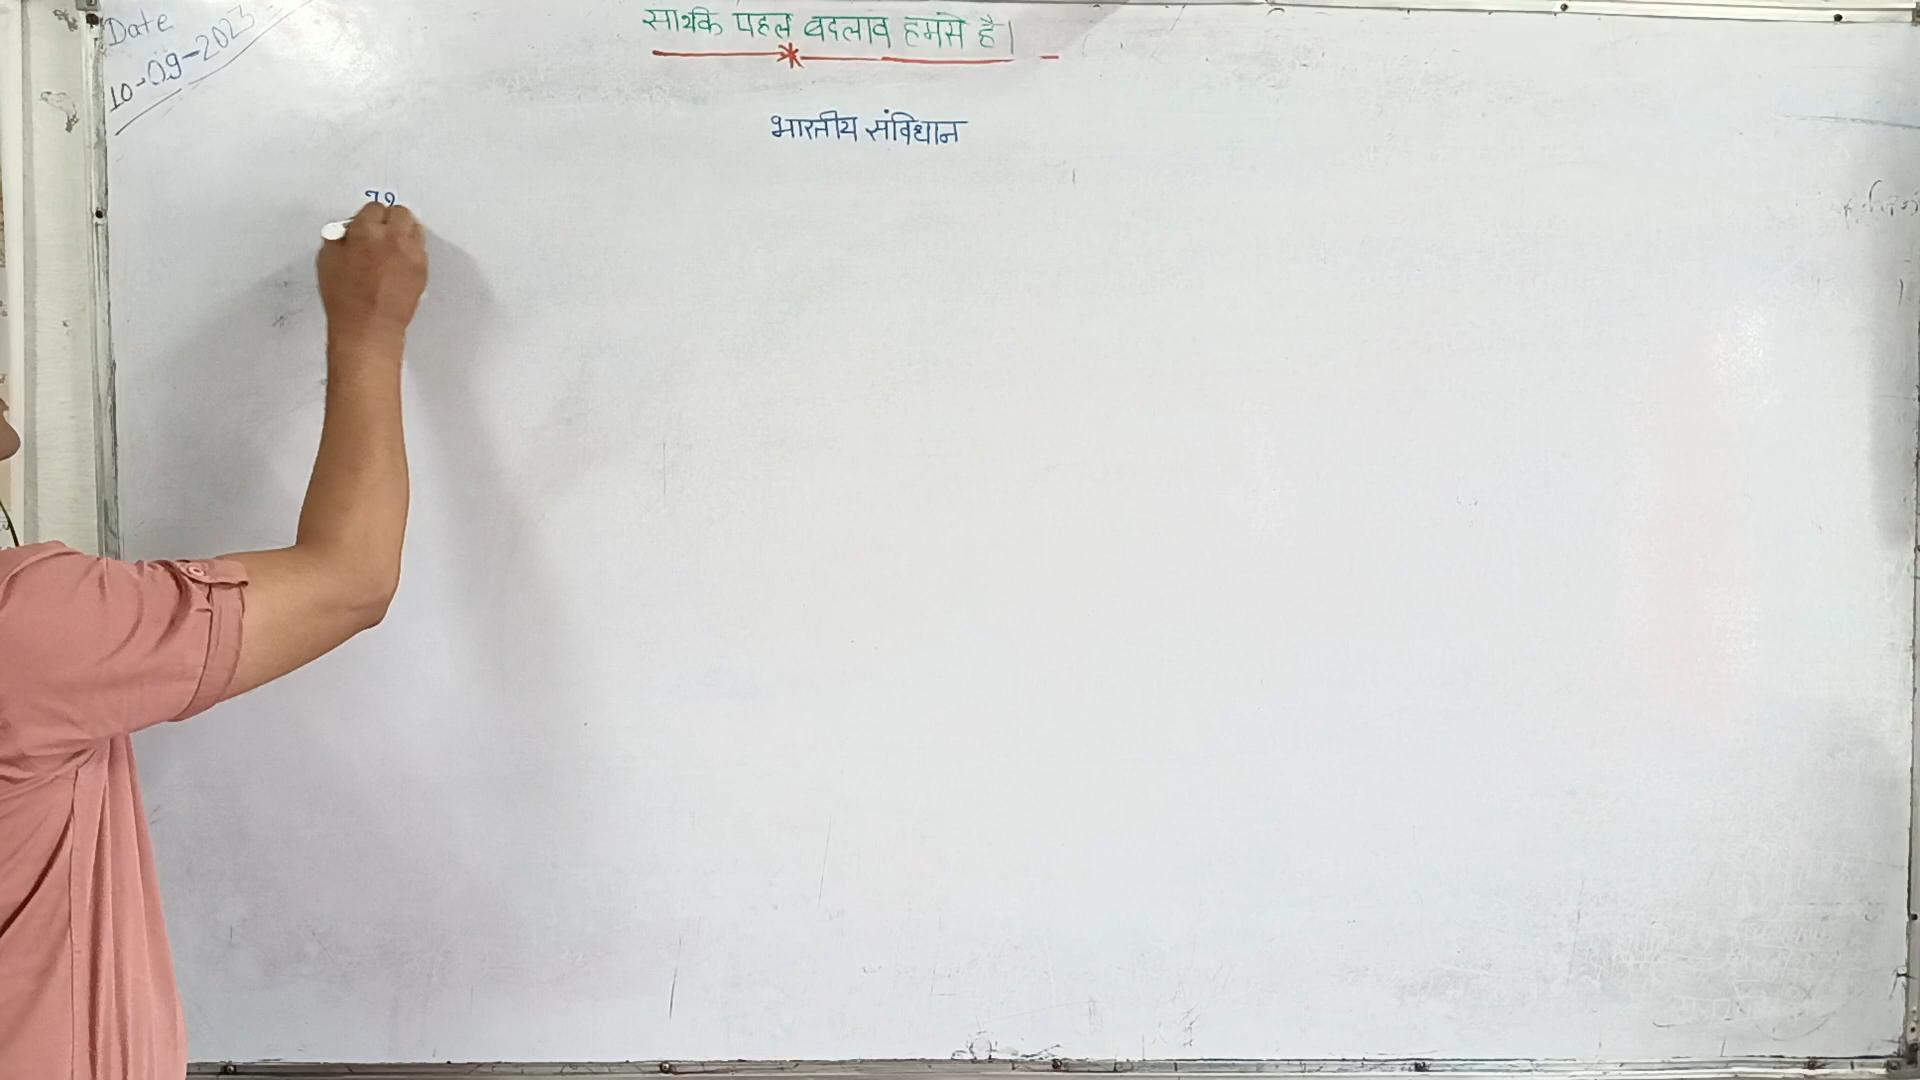 Date
10-09-2023
सार्थक पहल बदलाव हमसे है।
भारतीय संविधान